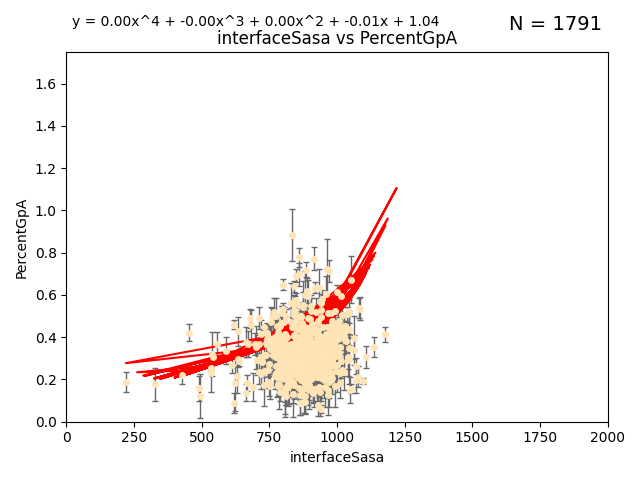 y = 0.00x^4 + -0.00x^3 + 0.00x^2 + -0.01x + 1.04
N = 1791
interfaceSasa vs PercentGpA
1.6
1.4
1.2
1.0
0.8
0.6
0.4
0.2
0.0
PercentGpA
0 250 500 750 1000 1250 1500 1750 2000
interfaceSasa